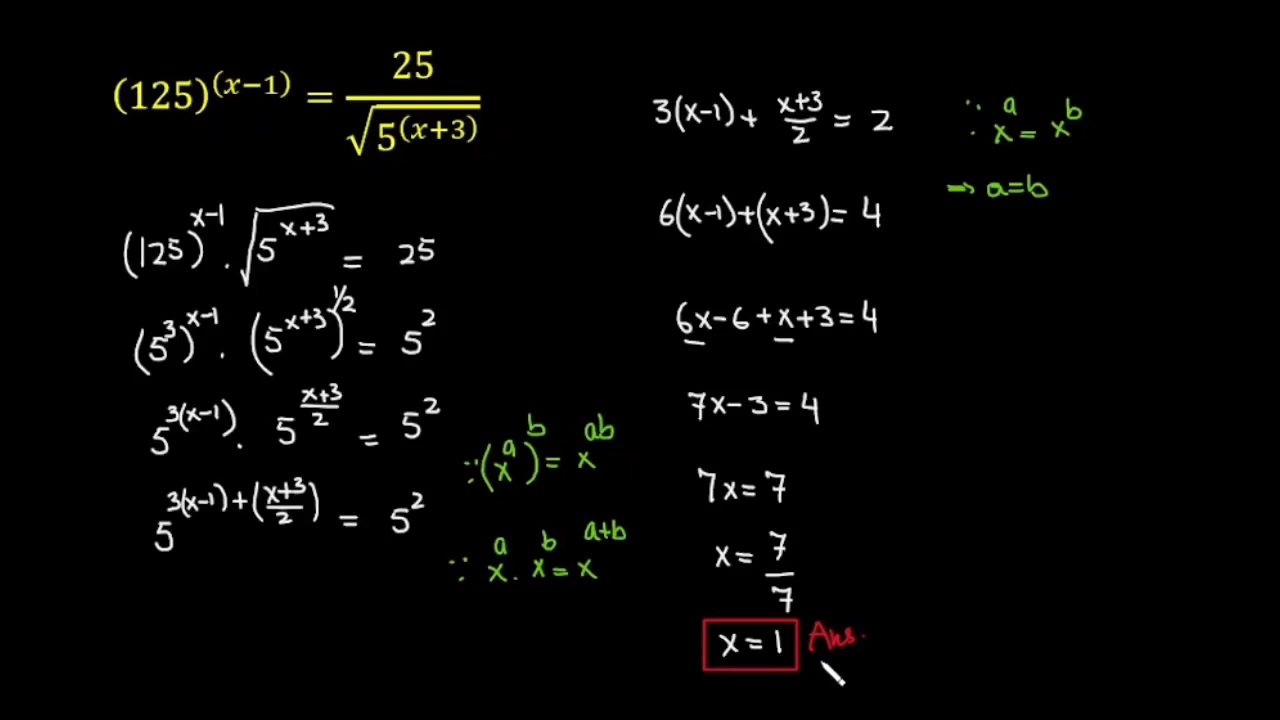 (125)^(x−1) = 25/√(5^(x+3))
(125)^(x−1) . √(5^(x+3)) = 25
(5^3)^(x−1) . (5^(x+3))^(1/2) = 5^2
5^(3(x−1)) . 5^((x+3)/2) = 5^2
5^(3(x−1)+((x+3)/2)) = 5^2
∵ (x^a)^b = x^(ab)
∵ x^a . x^b = x^(a+b)
3(x−1) + (x+3)/2 = 2
6(x−1)+(x+3) = 4
6x−6+x+3=4
7x−3=4
7x=7
x = 7/7
x = 1 Ans.
∵ x^a = x^b
⇒ a=b